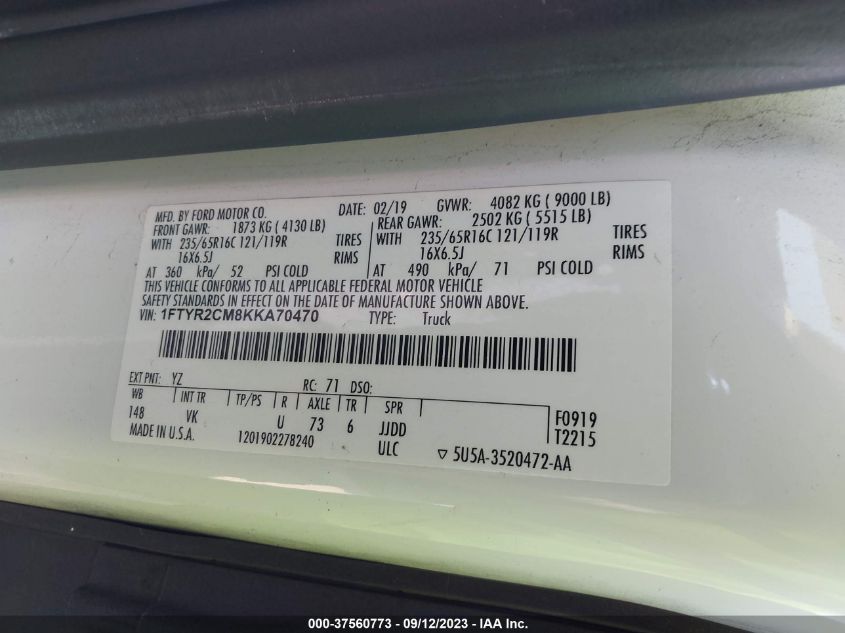 MFD. BY FORD MOTOR CO. DATE: 02/19 GVWR: 4082 KG ( 9000 LB)
FRONT GAWR: 1873 KG ( 4130 LB) REAR GAWR: 2502 KG ( 5515 LB)
WITH 235/65R16C 121/119R TIRES WITH 235/65R16C 121/119R TIRES
16X6.5J RIMS 16X6.5J RIMS
AT 360 kPa/ 52 PSI COLD AT 490 kPa/ 71 PSI COLD
THIS VEHICLE CONFORMS TO ALL APPLICABLE FEDERAL MOTOR VEHICLE
SAFETY STANDARDS IN EFFECT ON THE DATE OF MANUFACTURE SHOWN ABOVE.
VIN: 1FTYR2CM8KKA70470 TYPE: Truck
EXT PNT: YZ RC: 71 DSO:
WB INT TR TP/PS R AXLE TR SPR
148 VK U 73 6 JJDD F0919
MADE IN U.S.A. 1201902278240 ULC T2215
▽ 5U5A-3520472-AA
000-37560773 - 09/12/2023 - IAA Inc.